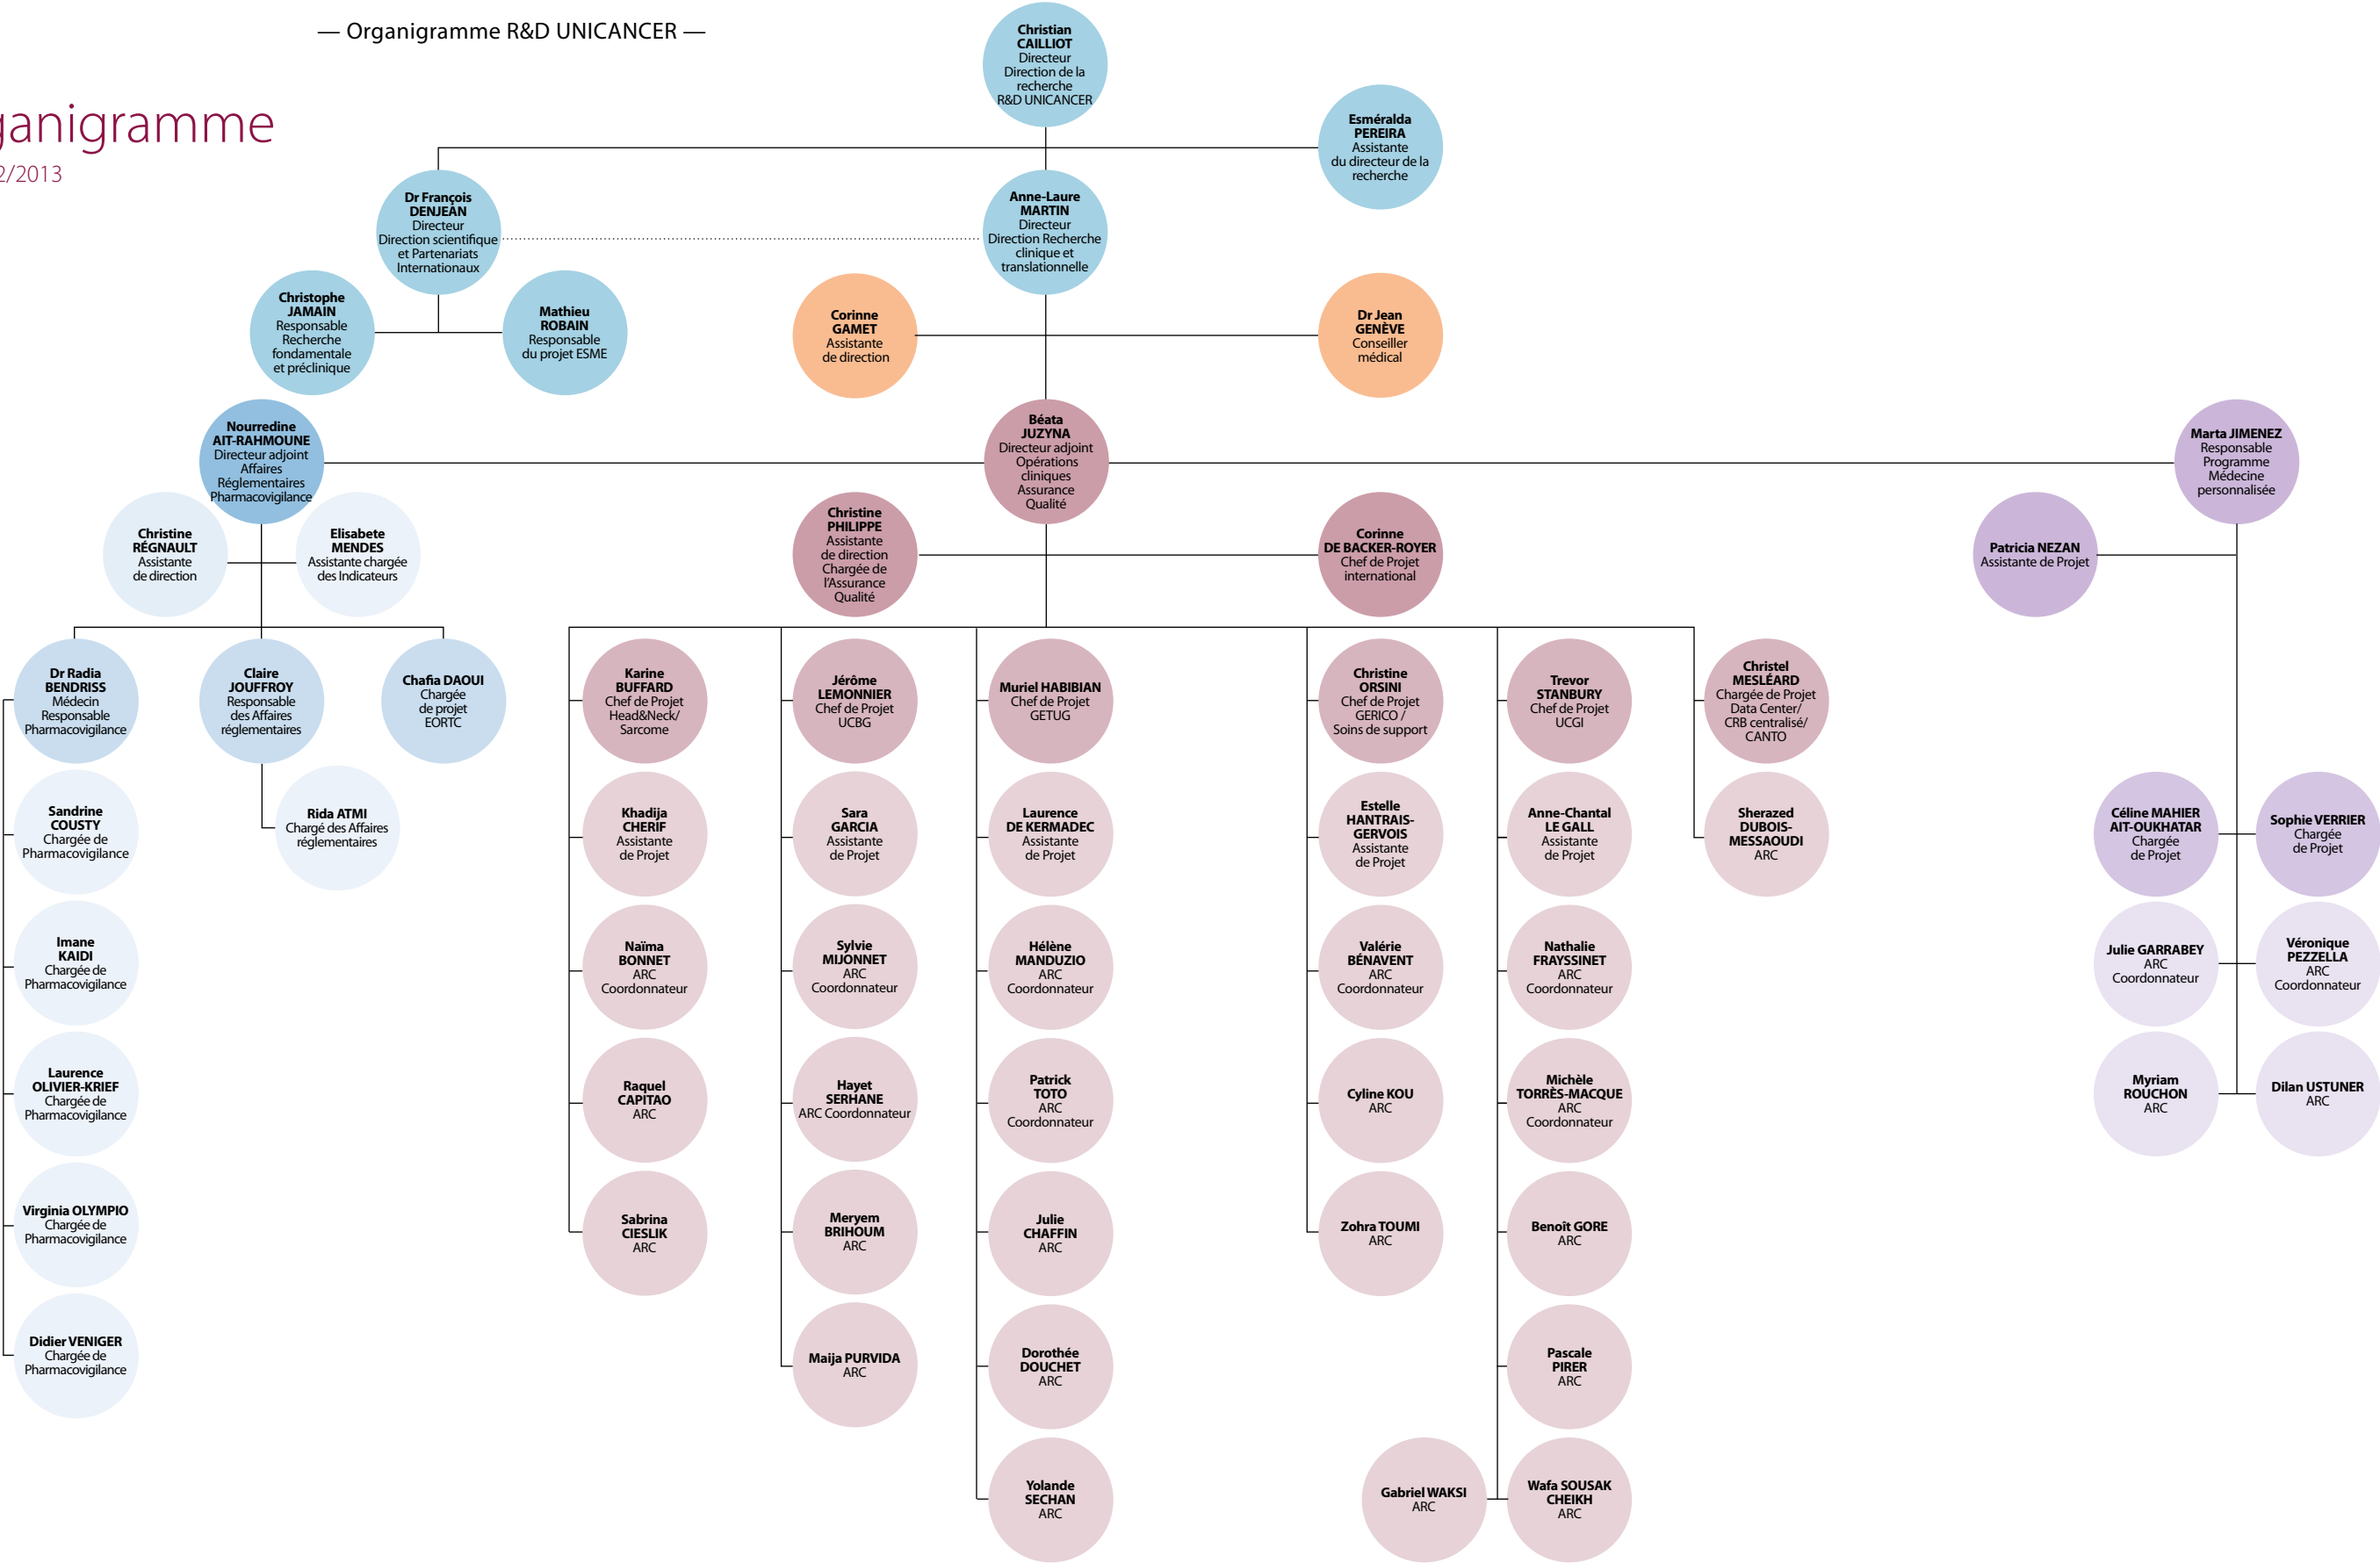 — Organigramme R&D UNICANCER —
ganigramme
2/2013
Christian
CAILLIOT
Directeur
Direction de la
recherche
R&D UNICANCER
Esméralda
PEREIRA
Assistante
du directeur de la
recherche
Dr François
DENJEAN
Directeur
Direction scientifique
et Partenariats
Internationaux
Anne-Laure
MARTIN
Directeur
Direction Recherche
clinique et
translationnelle
Christophe
JAMAIN
Responsable
Recherche
fondamentale
et préclinique
Mathieu
ROBAIN
Responsable
du projet ESME
Corinne
GAMET
Assistante
de direction
Dr Jean
GENÈVE
Conseiller
médical
Nourredine
AIT-RAHMOUNE
Directeur adjoint
Affaires
Réglementaires
Pharmacovigilance
Béata
JUZYNA
Directeur adjoint
Opérations
cliniques
Assurance
Qualité
Marta JIMENEZ
Responsable
Programme
Médecine
personnalisée
Christine
RÉGNAULT
Assistante
de direction
Elisabete
MENDES
Assistante chargée
des Indicateurs
Christine
PHILIPPE
Assistante
de direction
Chargée de
l'Assurance
Qualité
Corinne
DE BACKER-ROYER
Chef de Projet
international
Patricia NEZAN
Assistante de Projet
Dr Radia
BENDRISS
Médecin
Responsable
Pharmacovigilance
Claire
JOUFFROY
Responsable
des Affaires
réglementaires
Chafia DAOUI
Chargée
de projet
EORTC
Karine
BUFFARD
Chef de Projet
Head&Neck/
Sarcome
Jérôme
LEMONNIER
Chef de Projet
UCBG
Muriel HABIBIAN
Chef de Projet
GETUG
Christine
ORSINI
Chef de Projet
GERICO /
Soins de support
Trevor
STANBURY
Chef de Projet
UCGI
Christel
MESLÉARD
Chargée de Projet
Data Center/
CRB centralisé/
CANTO
Sandrine
COUSTY
Chargée de
Pharmacovigilance
Rida ATMI
Chargé des Affaires
réglementaires
Khadija
CHERIF
Assistante
de Projet
Sara
GARCIA
Assistante
de Projet
Laurence
DE KERMADEC
Assistante
de Projet
Estelle
HANTRAIS-
GERVOIS
Assistante
de Projet
Anne-Chantal
LE GALL
Assistante
de Projet
Sherazed
DUBOIS-
MESSAOUDI
ARC
Céline MAHIER
AIT-OUKHATAR
Chargée
de Projet
Sophie VERRIER
Chargée
de Projet
Imane
KAIDI
Chargée de
Pharmacovigilance
Naïma
BONNET
ARC
Coordonnateur
Sylvie
MIJONNET
ARC
Coordonnateur
Hélène
MANDUZIO
ARC
Coordonnateur
Valérie
BÉNAVENT
ARC
Coordonnateur
Nathalie
FRAYSSINET
ARC
Coordonnateur
Julie GARRABEY
ARC
Coordonnateur
Véronique
PEZZELLA
ARC
Coordonnateur
Laurence
OLIVIER-KRIEF
Chargée de
Pharmacovigilance
Raquel
CAPITAO
ARC
Hayet
SERHANE
ARC Coordonnateur
Patrick
TOTO
ARC
Coordonnateur
Cyline KOU
ARC
Michèle
TORRÈS-MACQUE
ARC
Coordonnateur
Myriam
ROUCHON
ARC
Dilan USTUNER
ARC
Virginia OLYMPIO
Chargée de
Pharmacovigilance
Sabrina
CIESLIK
ARC
Meryem
BRIHOUM
ARC
Julie
CHAFFIN
ARC
Zohra TOUMI
ARC
Benoît GORE
ARC
Didier VENIGER
Chargée de
Pharmacovigilance
Maija PURVIDA
ARC
Dorothée
DOUCHET
ARC
Pascale
PIRER
ARC
Yolande
SECHAN
ARC
Gabriel WAKSI
ARC
Wafa SOUSAK
CHEIKH
ARC